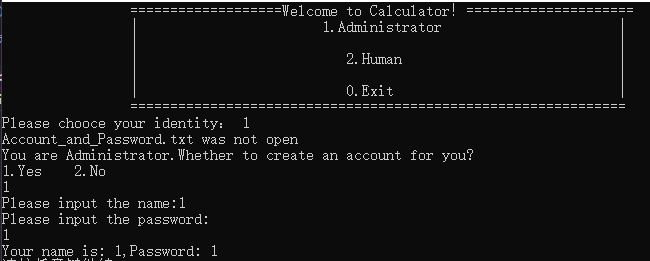 ==================Welcome to Calculator! ====================
1.Administrator
2.Human
0.Exit
===========================================================
Please chooce your identity： 1
Account_and_Password.txt was not open
You are Administrator.Whether to create an account for you?
1.Yes 2.No
1
Please input the name:1
Please input the password:
1
Your name is: 1,Password: 1